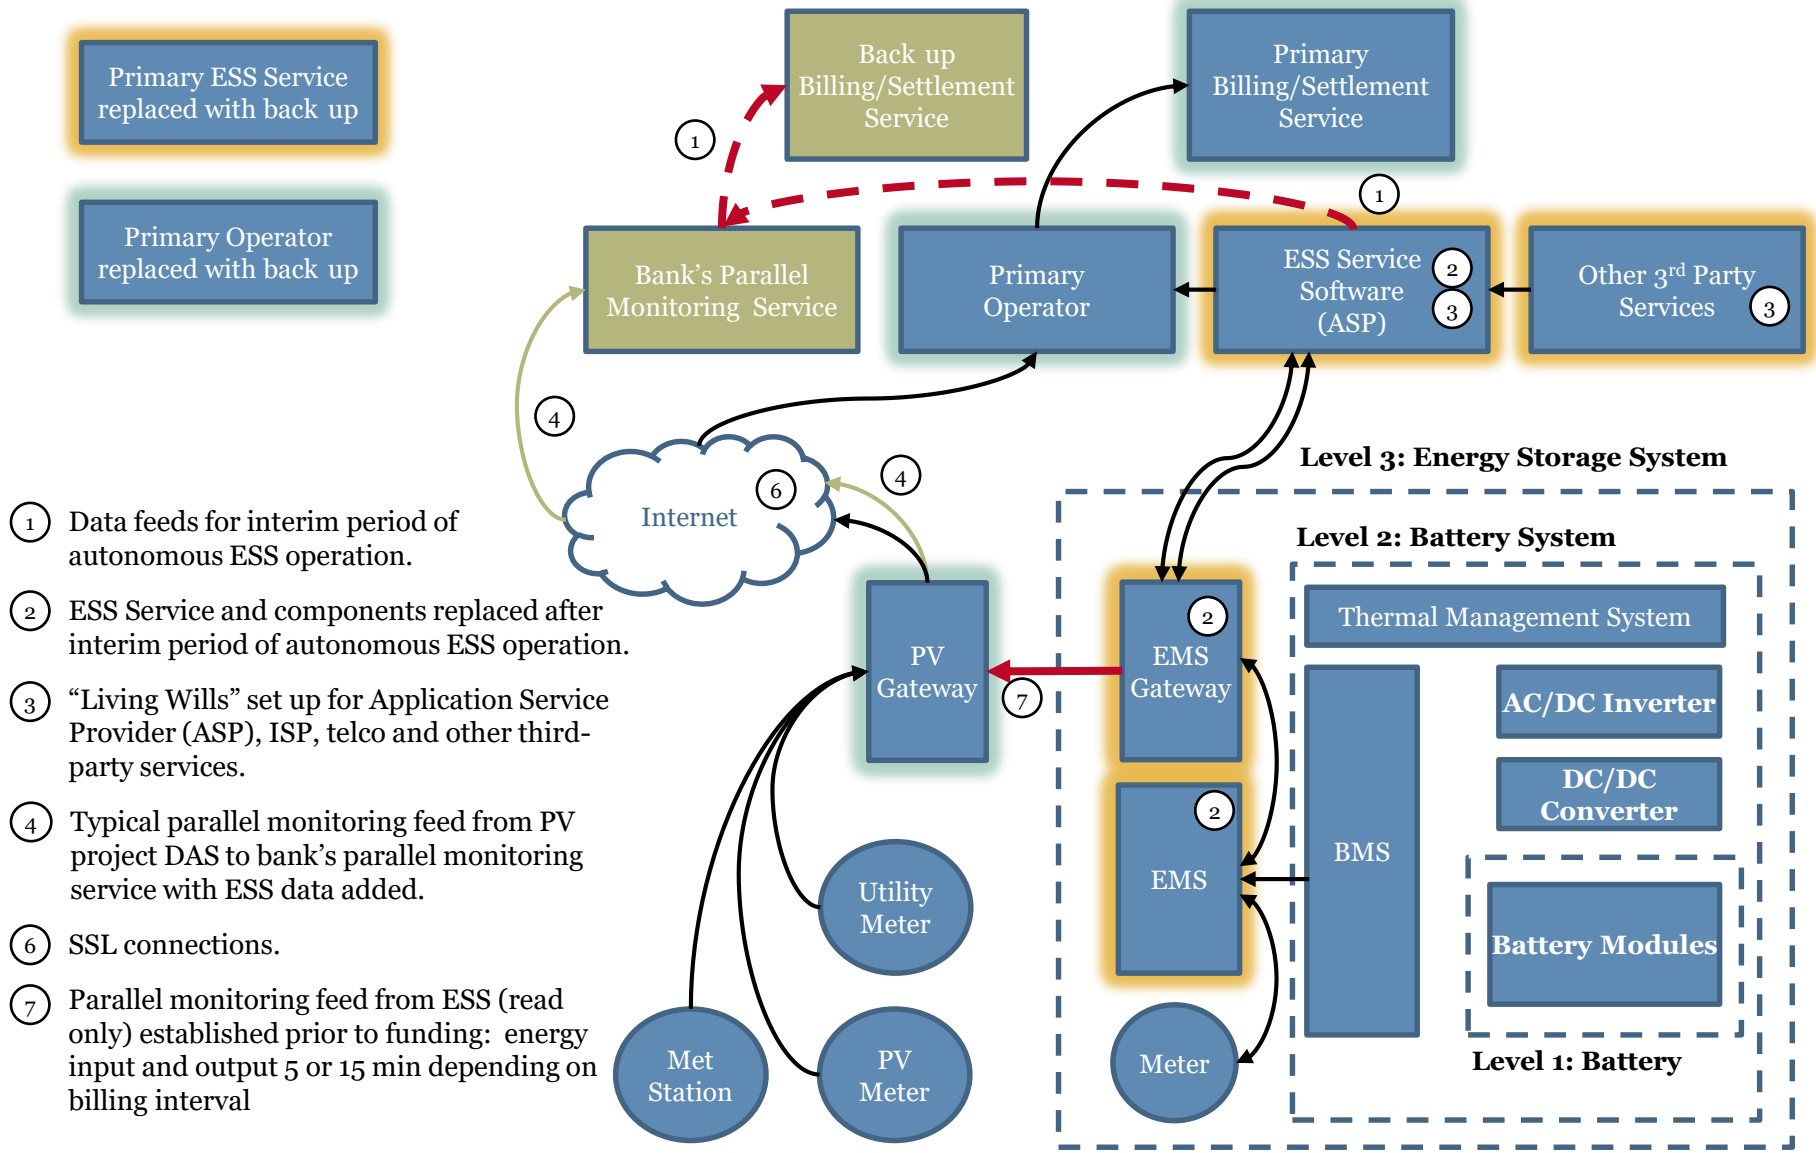 Primary ESS Service
replaced with back up
Primary Operator
replaced with back up
Back up
Billing/Settlement
Service
Primary
Billing/Settlement
Service
1
1
Bank's Parallel
Monitoring Service
Primary
Operator
ESS Service
Software
(ASP)
2
3
Other 3rd Party
Services
3
4
4
6
Internet
Level 3: Energy Storage System
Level 2: Battery System
Thermal Management System
1
Data feeds for interim period of
autonomous ESS operation.
2
ESS Service and components replaced after
interim period of autonomous ESS operation.
3
“Living Wills” set up for Application Service
Provider (ASP), ISP, telco and other third-
party services.
4
Typical parallel monitoring feed from PV
project DAS to bank’s parallel monitoring
service with ESS data added.
6
SSL connections.
7
Parallel monitoring feed from ESS (read
only) established prior to funding: energy
input and output 5 or 15 min depending on
billing interval
PV
Gateway
7
2
EMS
Gateway
2
EMS
BMS
AC/DC Inverter
DC/DC
Converter
Battery Modules
Level 1: Battery
Utility
Meter
Met
Station
PV
Meter
Meter